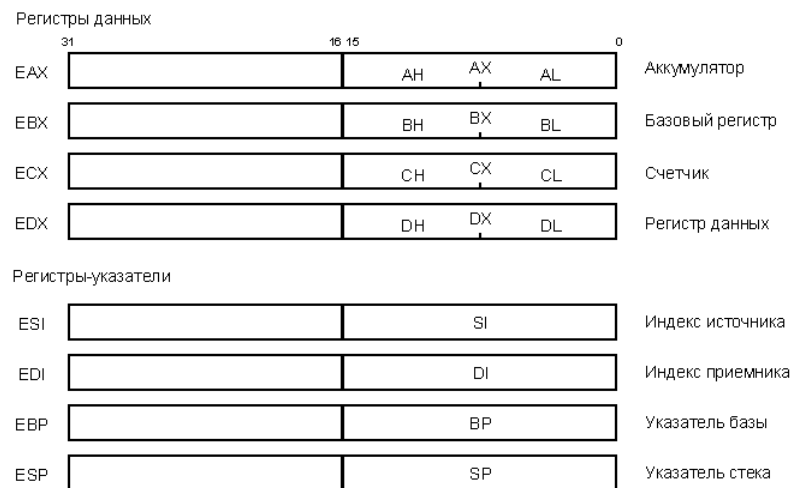 Регистры данных
31 16 15 0
EAX AH AX AL Аккумулятор
EBX BH BX BL Базовый регистр
ECX CH CX CL Счетчик
EDX DH DX DL Регистр данных
Регистры-указатели
ESI SI Индекс источника
EDI DI Индекс приемника
EBP BP Указатель базы
ESP SP Указатель стека